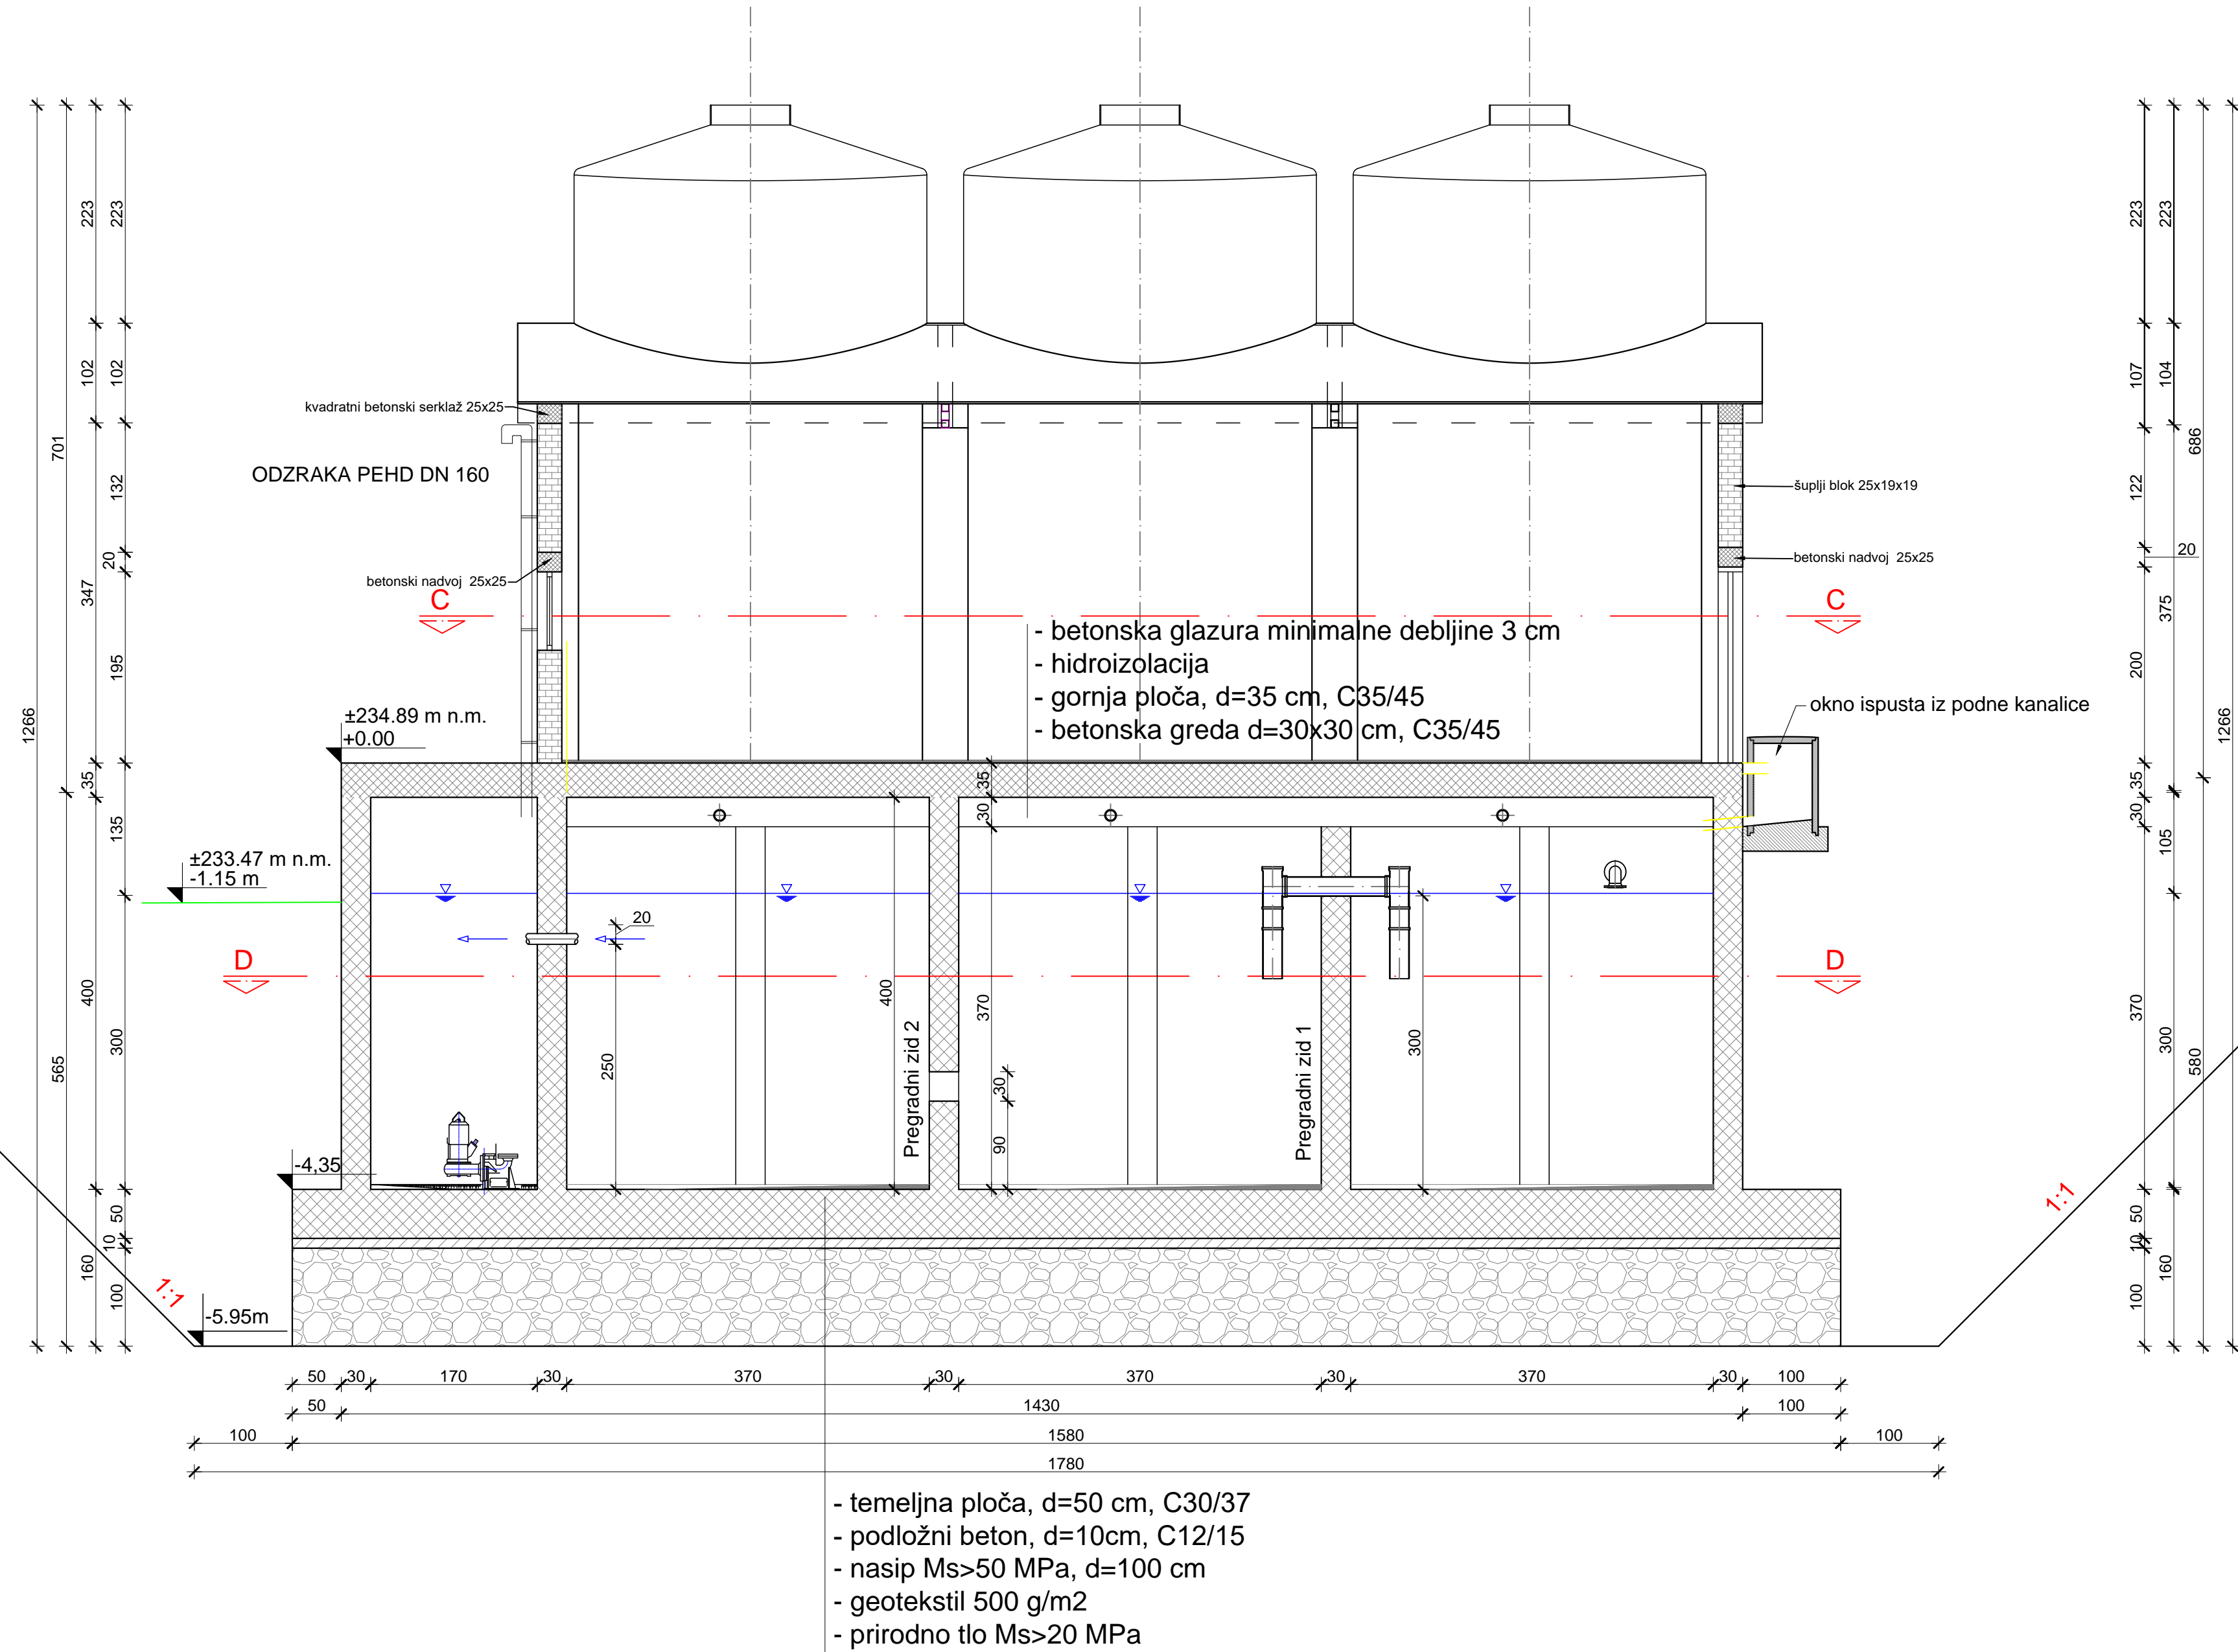 223
223
102
102
701
132
20
347
195
1266
35
135
400
565
300
50
10
160
100
kvadratni betonski serklaž 25x25
ODZRAKA PEHD DN 160
betonski nadvoj  25x25
C
C
- betonska glazura minimalne debljine 3 cm
- hidroizolacija
- gornja ploča, d=35 cm, C35/45
- betonska greda d=30x30 cm, C35/45
±234.89 m n.m.
+0.00
±233.47 m n.m.
-1.15 m
šuplji blok 25x19x19
betonski nadvoj  25x25
okno ispusta iz podne kanalice
35
30
20
D
D
400
370
250
300
30
90
Pregradni zid 2
Pregradni zid 1
-4,35
-5.95m
1:1
1:1
223
223
107
104
686
122
20
375
200
1266
35
30
105
370
300
580
50
10
160
100
50
30
170
30
370
30
370
30
370
30
100
50
1430
100
100
1580
100
1780
- temeljna ploča, d=50 cm, C30/37
- podložni beton, d=10cm, C12/15
- nasip Ms>50 MPa, d=100 cm
- geotekstil 500 g/m2
- prirodno tlo Ms>20 MPa